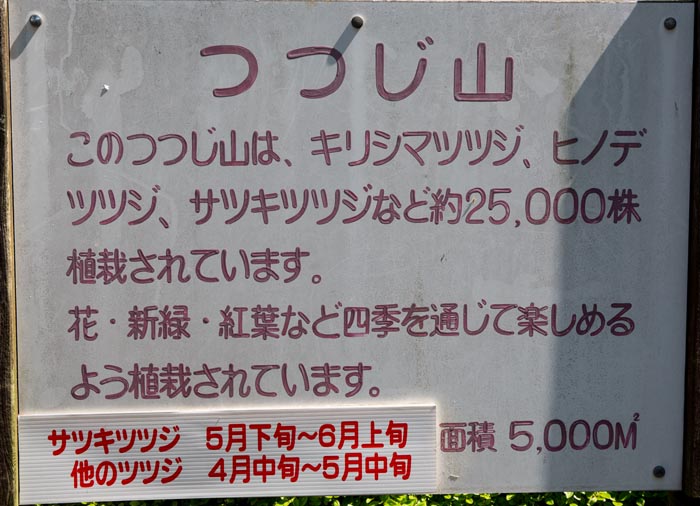 つつじ山
このつつじ山は、キリシマツツジ、ヒノデ
ツツジ、サツキツツジなど約25,000株
植栽されています。
花・新緑・紅葉など四季を通じて楽しめる
よう植栽されています。
面積 5,000M²
サツキツツジ 5月下旬～6月上旬
他のツツジ 4月中旬～5月中旬